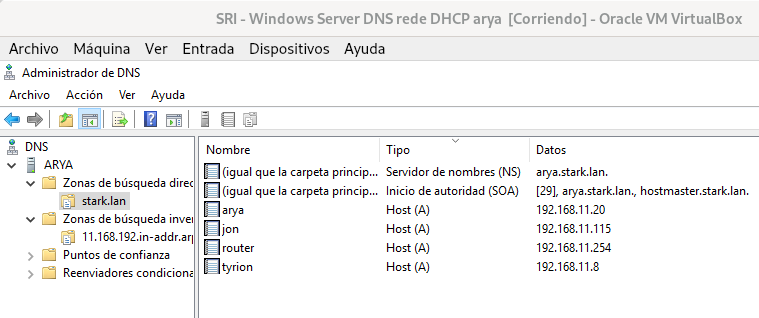 SRI - Windows Server DNS rede DHCP arya [Corriendo] - Oracle VM VirtualBox
Archivo Máquina Ver Entrada Dispositivos Ayuda
Administrador de DNS
Archivo Acción Ver Ayuda
DNS
ARYA
Zonas de búsqueda direc
stark.lan
Zonas de búsqueda inver
11.168.192.in-addr.arp
Puntos de confianza
Reenviadores condiciona
Nombre Tipo Datos
(igual que la carpeta princip... Servidor de nombres (NS) arya.stark.lan.
(igual que la carpeta princip... Inicio de autoridad (SOA) [29], arya.stark.lan., hostmaster.stark.lan.
arya Host (A) 192.168.11.20
jon Host (A) 192.168.11.115
router Host (A) 192.168.11.254
tyrion Host (A) 192.168.11.8